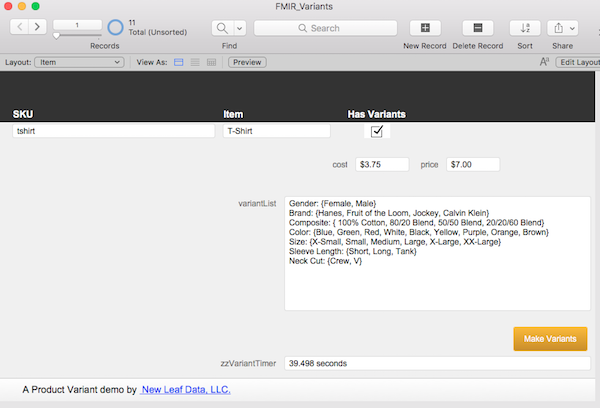 FMIR_Variants
1
11
Total (Unsorted)
Search
Records
Find
New Record
Delete Record
Sort
Share
Layout: Item
View As:
Preview
Aa
Edit Layou
SKU Item Has Variants
tshirt T-Shirt
cost $3.75 price $7.00
variantList
Gender: {Female, Male}
Brand: {Hanes, Fruit of the Loom, Jockey, Calvin Klein}
Composite: { 100% Cotton, 80/20 Blend, 50/50 Blend, 20/20/60 Blend}
Color: {Blue, Green, Red, White, Black, Yellow, Purple, Orange, Brown}
Size: {X-Small, Small, Medium, Large, X-Large, XX-Large}
Sleeve Length: {Short, Long, Tank}
Neck Cut: {Crew, V}
Make Variants
zzVariantTimer 39.498 seconds
A Product Variant demo by New Leaf Data, LLC.